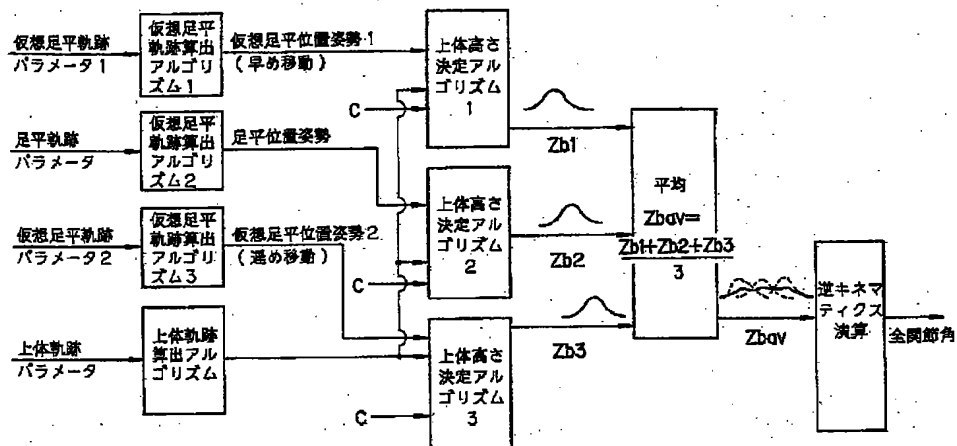 仮想足平軌跡
パラメータ1
仮想足平
軌跡算出
アルゴリ
ズム1
仮想足平位置姿勢1
(早め移動)
上体高さ
決定アル
ゴリズム
1
C
Zb1
足平軌跡
パラメータ
仮想足平
軌跡算出
アルゴリ
ズム2
足平位置姿勢
上体高さ
決定アル
ゴリズム
2
C
Zb2
仮想足平軌跡
パラメータ2
仮想足平
軌跡算出
アルゴリ
ズム3
仮想足平位置姿勢2
(遅め移動)
上体軌跡
パラメータ
上体軌跡
算出アル
ゴリズム
上体高さ
決定アル
ゴリズム
3
C
Zb3
平均
Zbav=
Zb1+Zb2+Zb3
3
Zbav
逆キネマ
ティクス
演算
全関節角